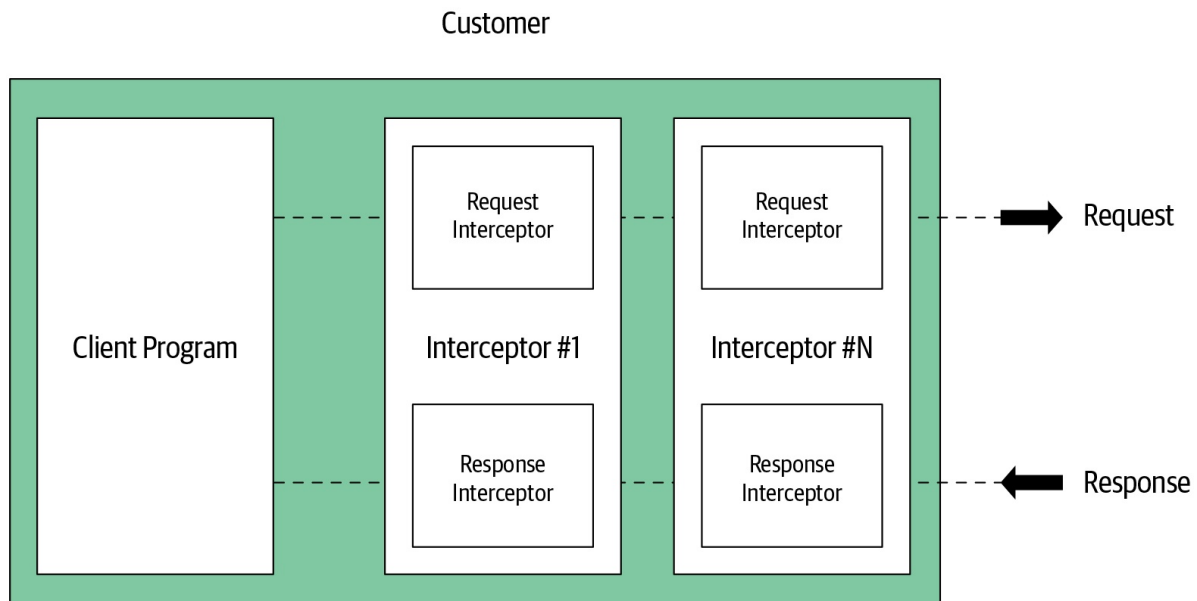 Customer
Client Program
Request
Interceptor
Interceptor #1
Response
Interceptor
Request
Interceptor
Interceptor #N
Response
Interceptor
Request
Response